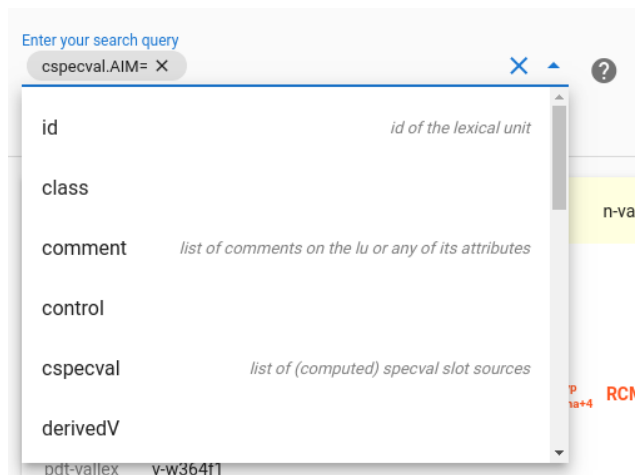 Enter your search query
cspecval.AIM= ✕
id id of the lexical unit
class
n-va
comment list of comments on the lu or any of its attributes
control
cspecval list of (computed) specval slot sources
RCM
na+4
derivedV
pdt-vallex v-w364f1